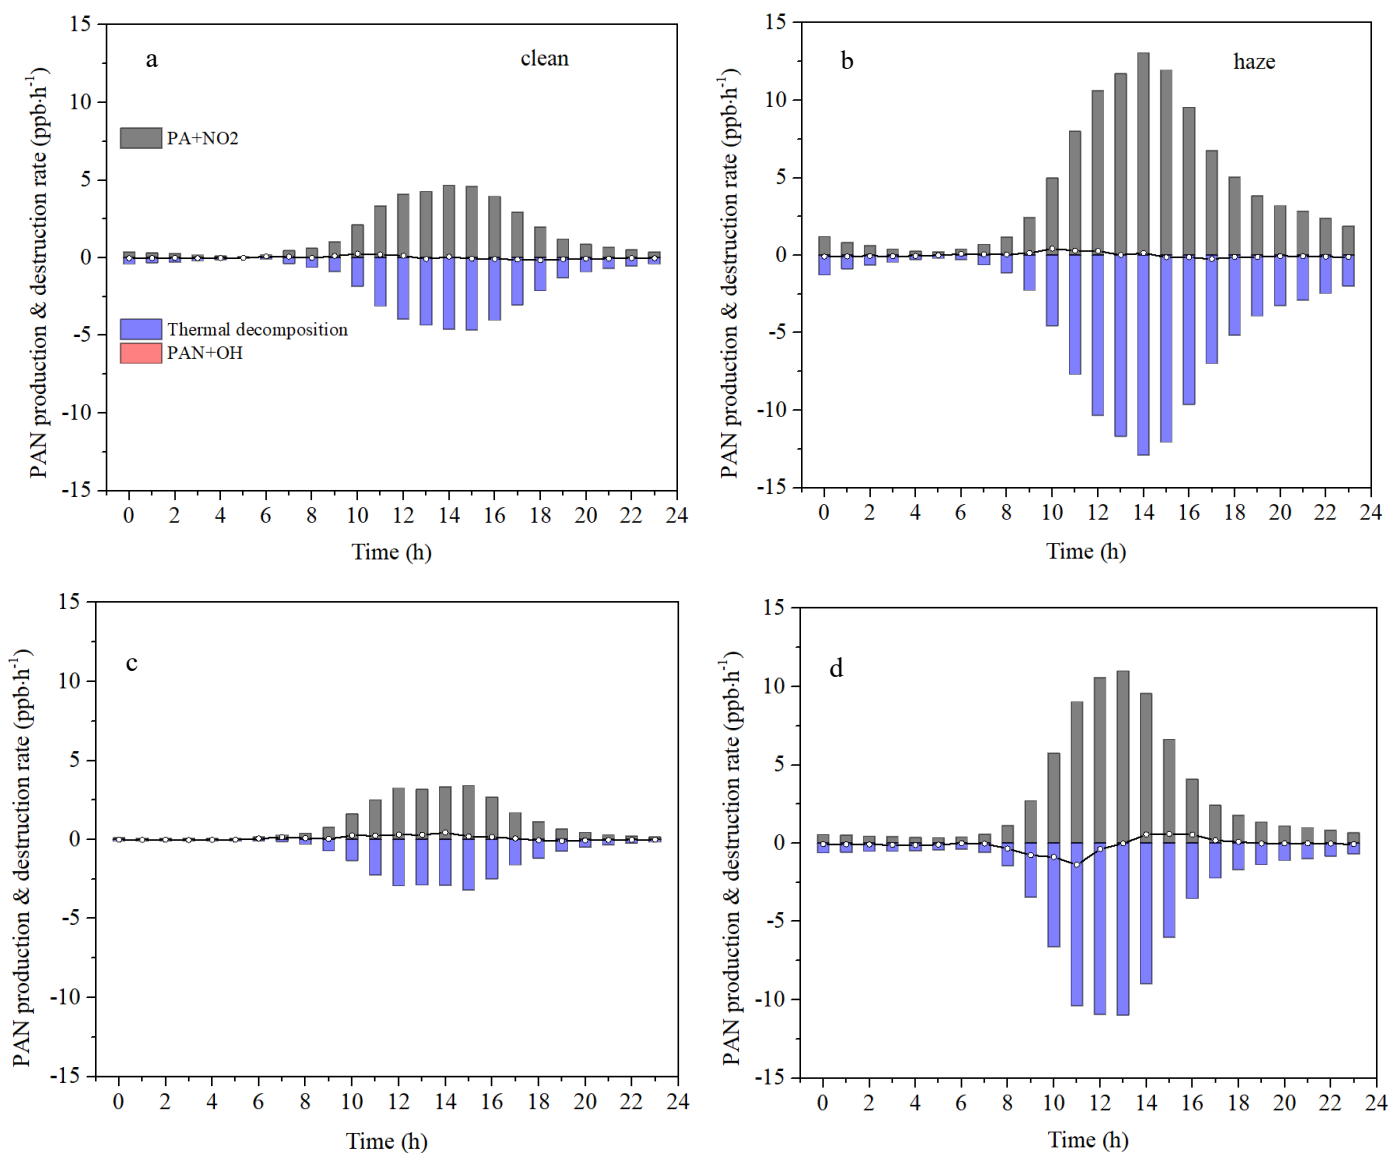 a
clean
PA+NO2
Thermal decomposition
PAN+OH
PAN production & destruction rate (ppb·h-1)
15
10
5
0
-5
-10
-15
0 2 4 6 8 10 12 14 16 18 20 22 24
Time (h)
b
haze
PAN production & destruction rate (ppb·h-1)
15
10
5
0
-5
-10
-15
0 2 4 6 8 10 12 14 16 18 20 22 24
Time (h)
c
PAN production & destruction rate (ppb·h-1)
15
10
5
0
-5
-10
-15
0 2 4 6 8 10 12 14 16 18 20 22 24
Time (h)
d
PAN production & destruction rate (ppb·h-1)
15
10
5
0
-5
-10
-15
0 2 4 6 8 10 12 14 16 18 20 22 24
Time (h)